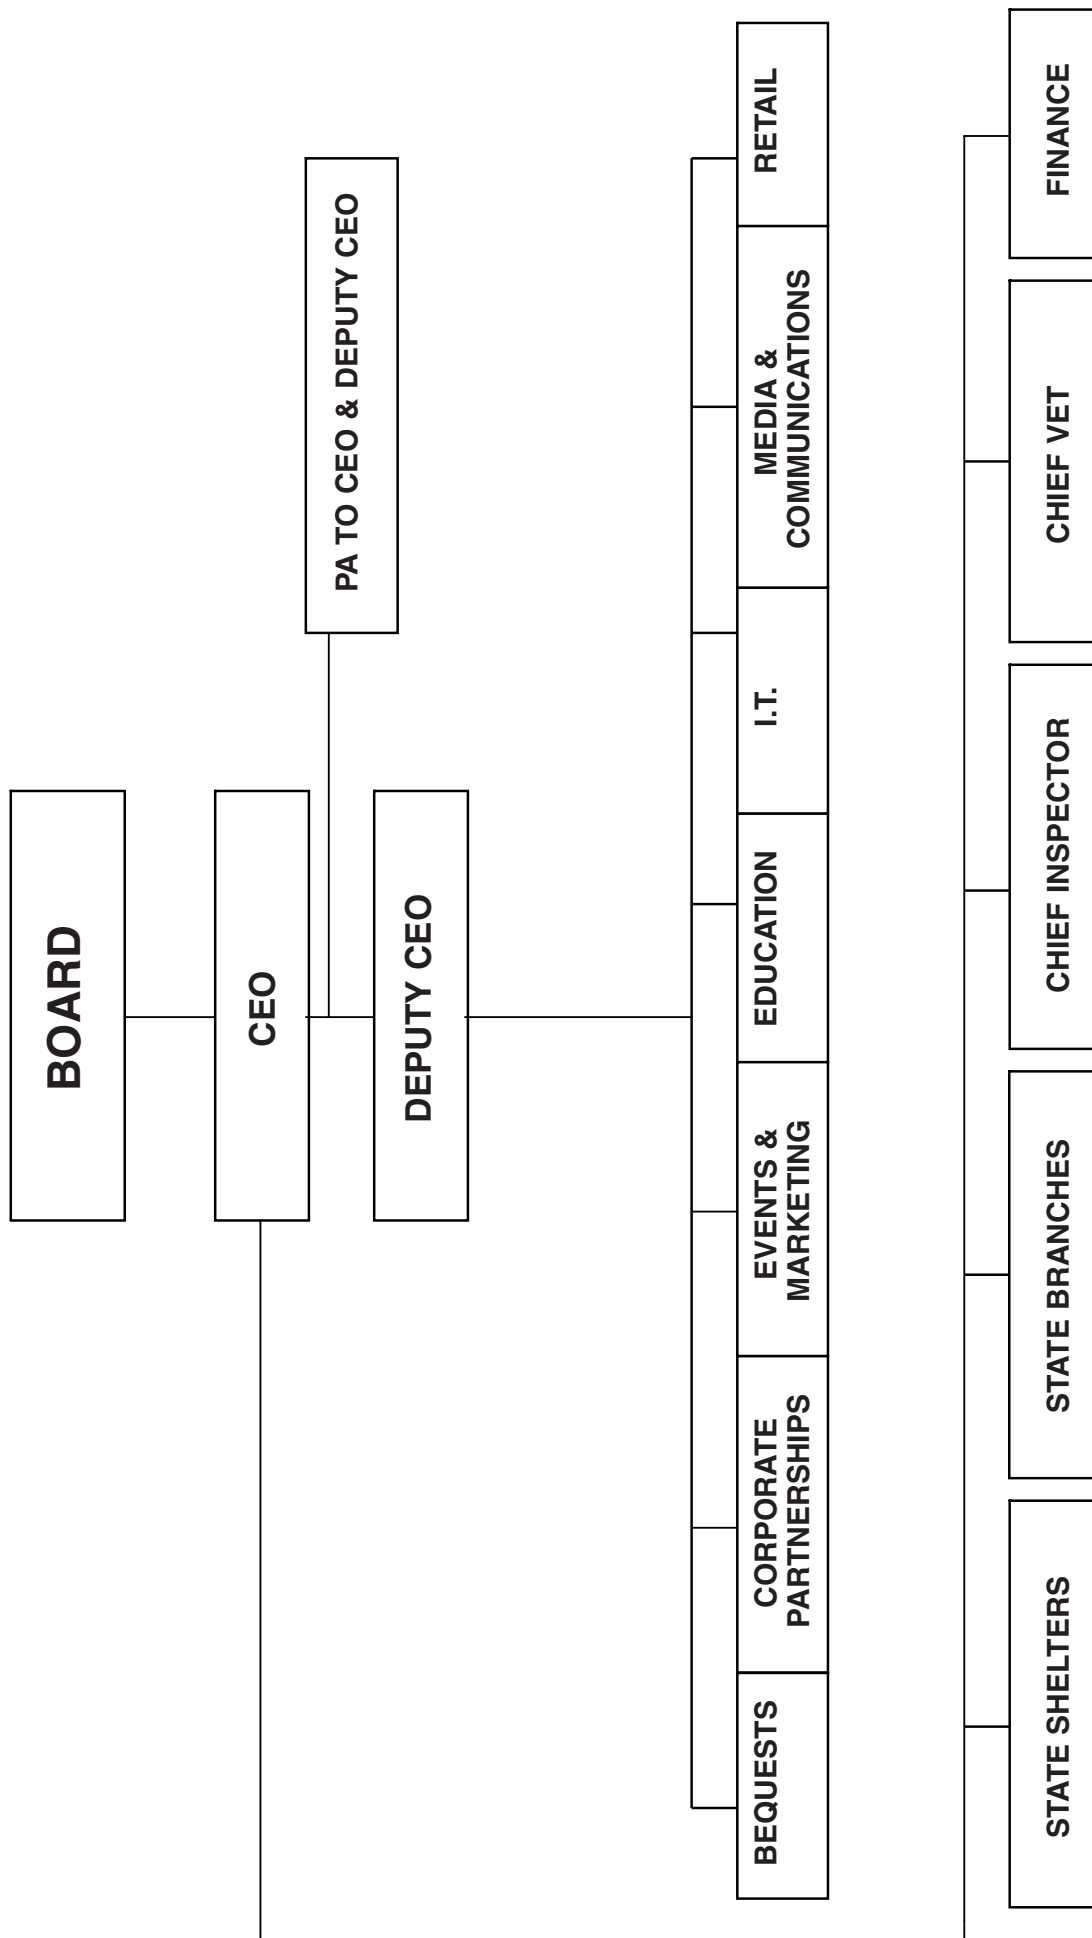 BOARD
CEO
PA TO CEO & DEPUTY CEO
DEPUTY CEO
BEQUESTS
CORPORATE
PARTNERSHIPS
EVENTS &
MARKETING
EDUCATION
I.T.
MEDIA &
COMMUNICATIONS
RETAIL
STATE SHELTERS
STATE BRANCHES
CHIEF INSPECTOR
CHIEF VET
FINANCE